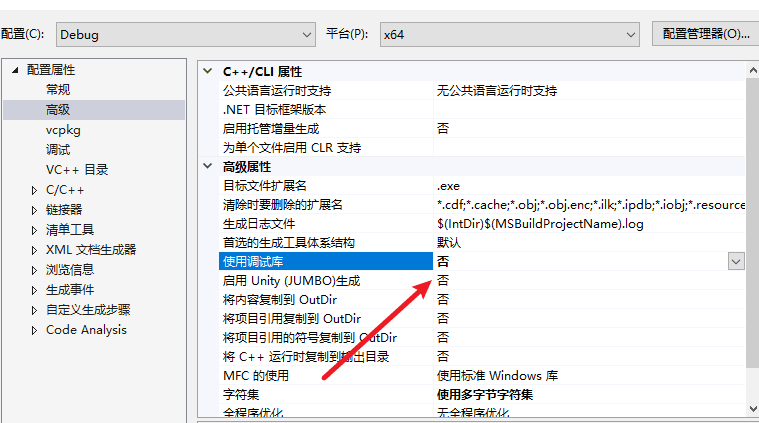 配置(C): Debug 平台(P): x64 配置管理器(O)...
配置属性
常规
高级
vcpkg
调试
VC++ 目录
C/C++
链接器
清单工具
XML 文档生成器
浏览信息
生成事件
自定义生成步骤
Code Analysis
C++/CLI 属性
公共语言运行时支持 无公共语言运行时支持
.NET 目标框架版本
启用托管增量生成 否
为单个文件启用 CLR 支持
高级属性
目标文件扩展名 .exe
清除时要删除的扩展名 *.cdf;*.cache;*.obj;*.obj.enc;*.ilk;*.ipdb;*.iobj;*.resource
生成日志文件 $(IntDir)$(MSBuildProjectName).log
首选的生成工具体系结构 默认
使用调试库 否
启用 Unity (JUMBO)生成 否
将内容复制到 OutDir 否
将项目引用复制到 OutDir 否
将项目引用的符号复制到 OutDir 否
将 C++ 运行时复制到输出目录 否
MFC 的使用 使用标准 Windows 库
字符集 使用多字节字符集
全程序优化 无全程序优化